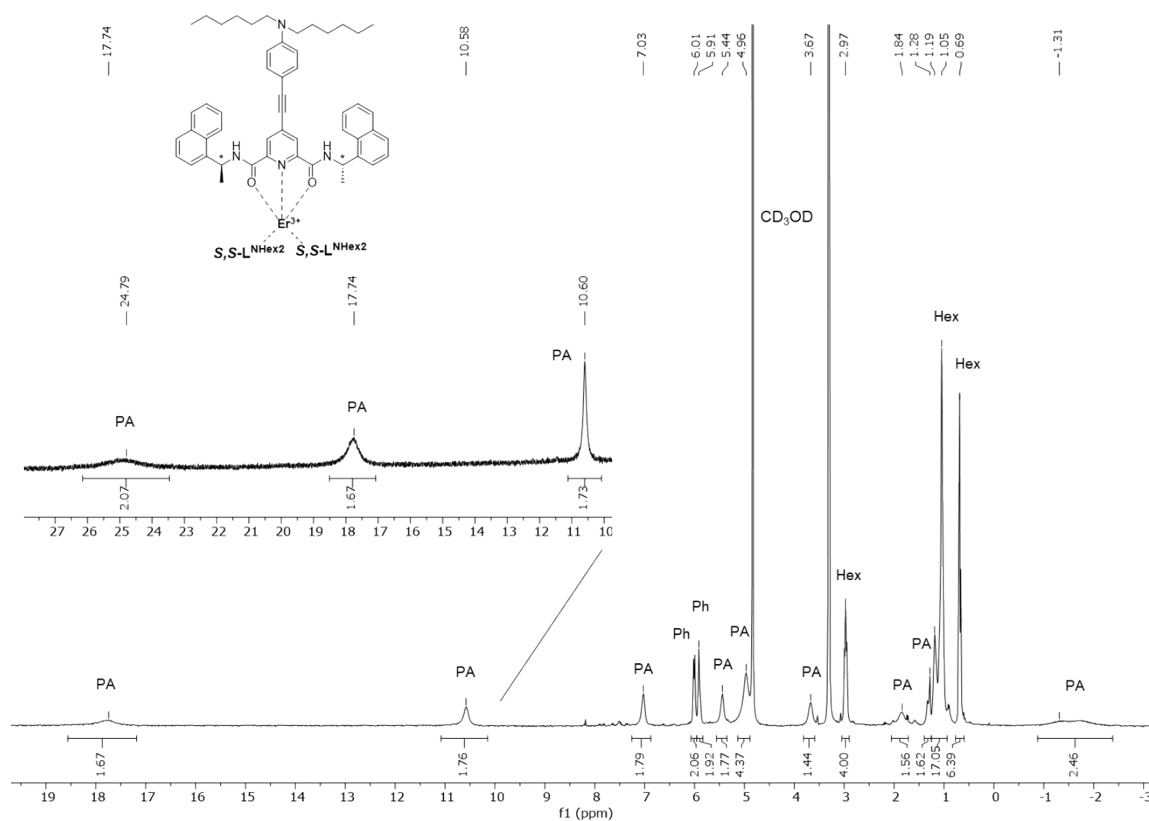 17.74
10.58
7.03
6.01
5.91
5.44
4.96
3.67
2.97
1.84
1.28
1.19
1.05
0.69
-1.31
N
N H
H N
* *
O N O
Er3+
S,S-L^NHex2 S,S-L^NHex2
CD3OD
24.79
17.74
10.60
PA
PA
PA
2.07
1.67
1.73
27 26 25 24 23 22 21 20 19 18 17 16 15 14 13 12 11 10
Hex
Hex
Hex
Ph
Ph
PA
PA
PA
PA
PA
PA
PA
PA
PA
PA
1.67
1.76
1.79
2.06
1.92
1.77
4.37
1.44
4.00
1.56
1.62
17.05
6.39
2.46
19 18 17 16 15 14 13 12 11 10 9 8 7 6 5 4 3 2 1 0 -1 -2 -3
f1 (ppm)